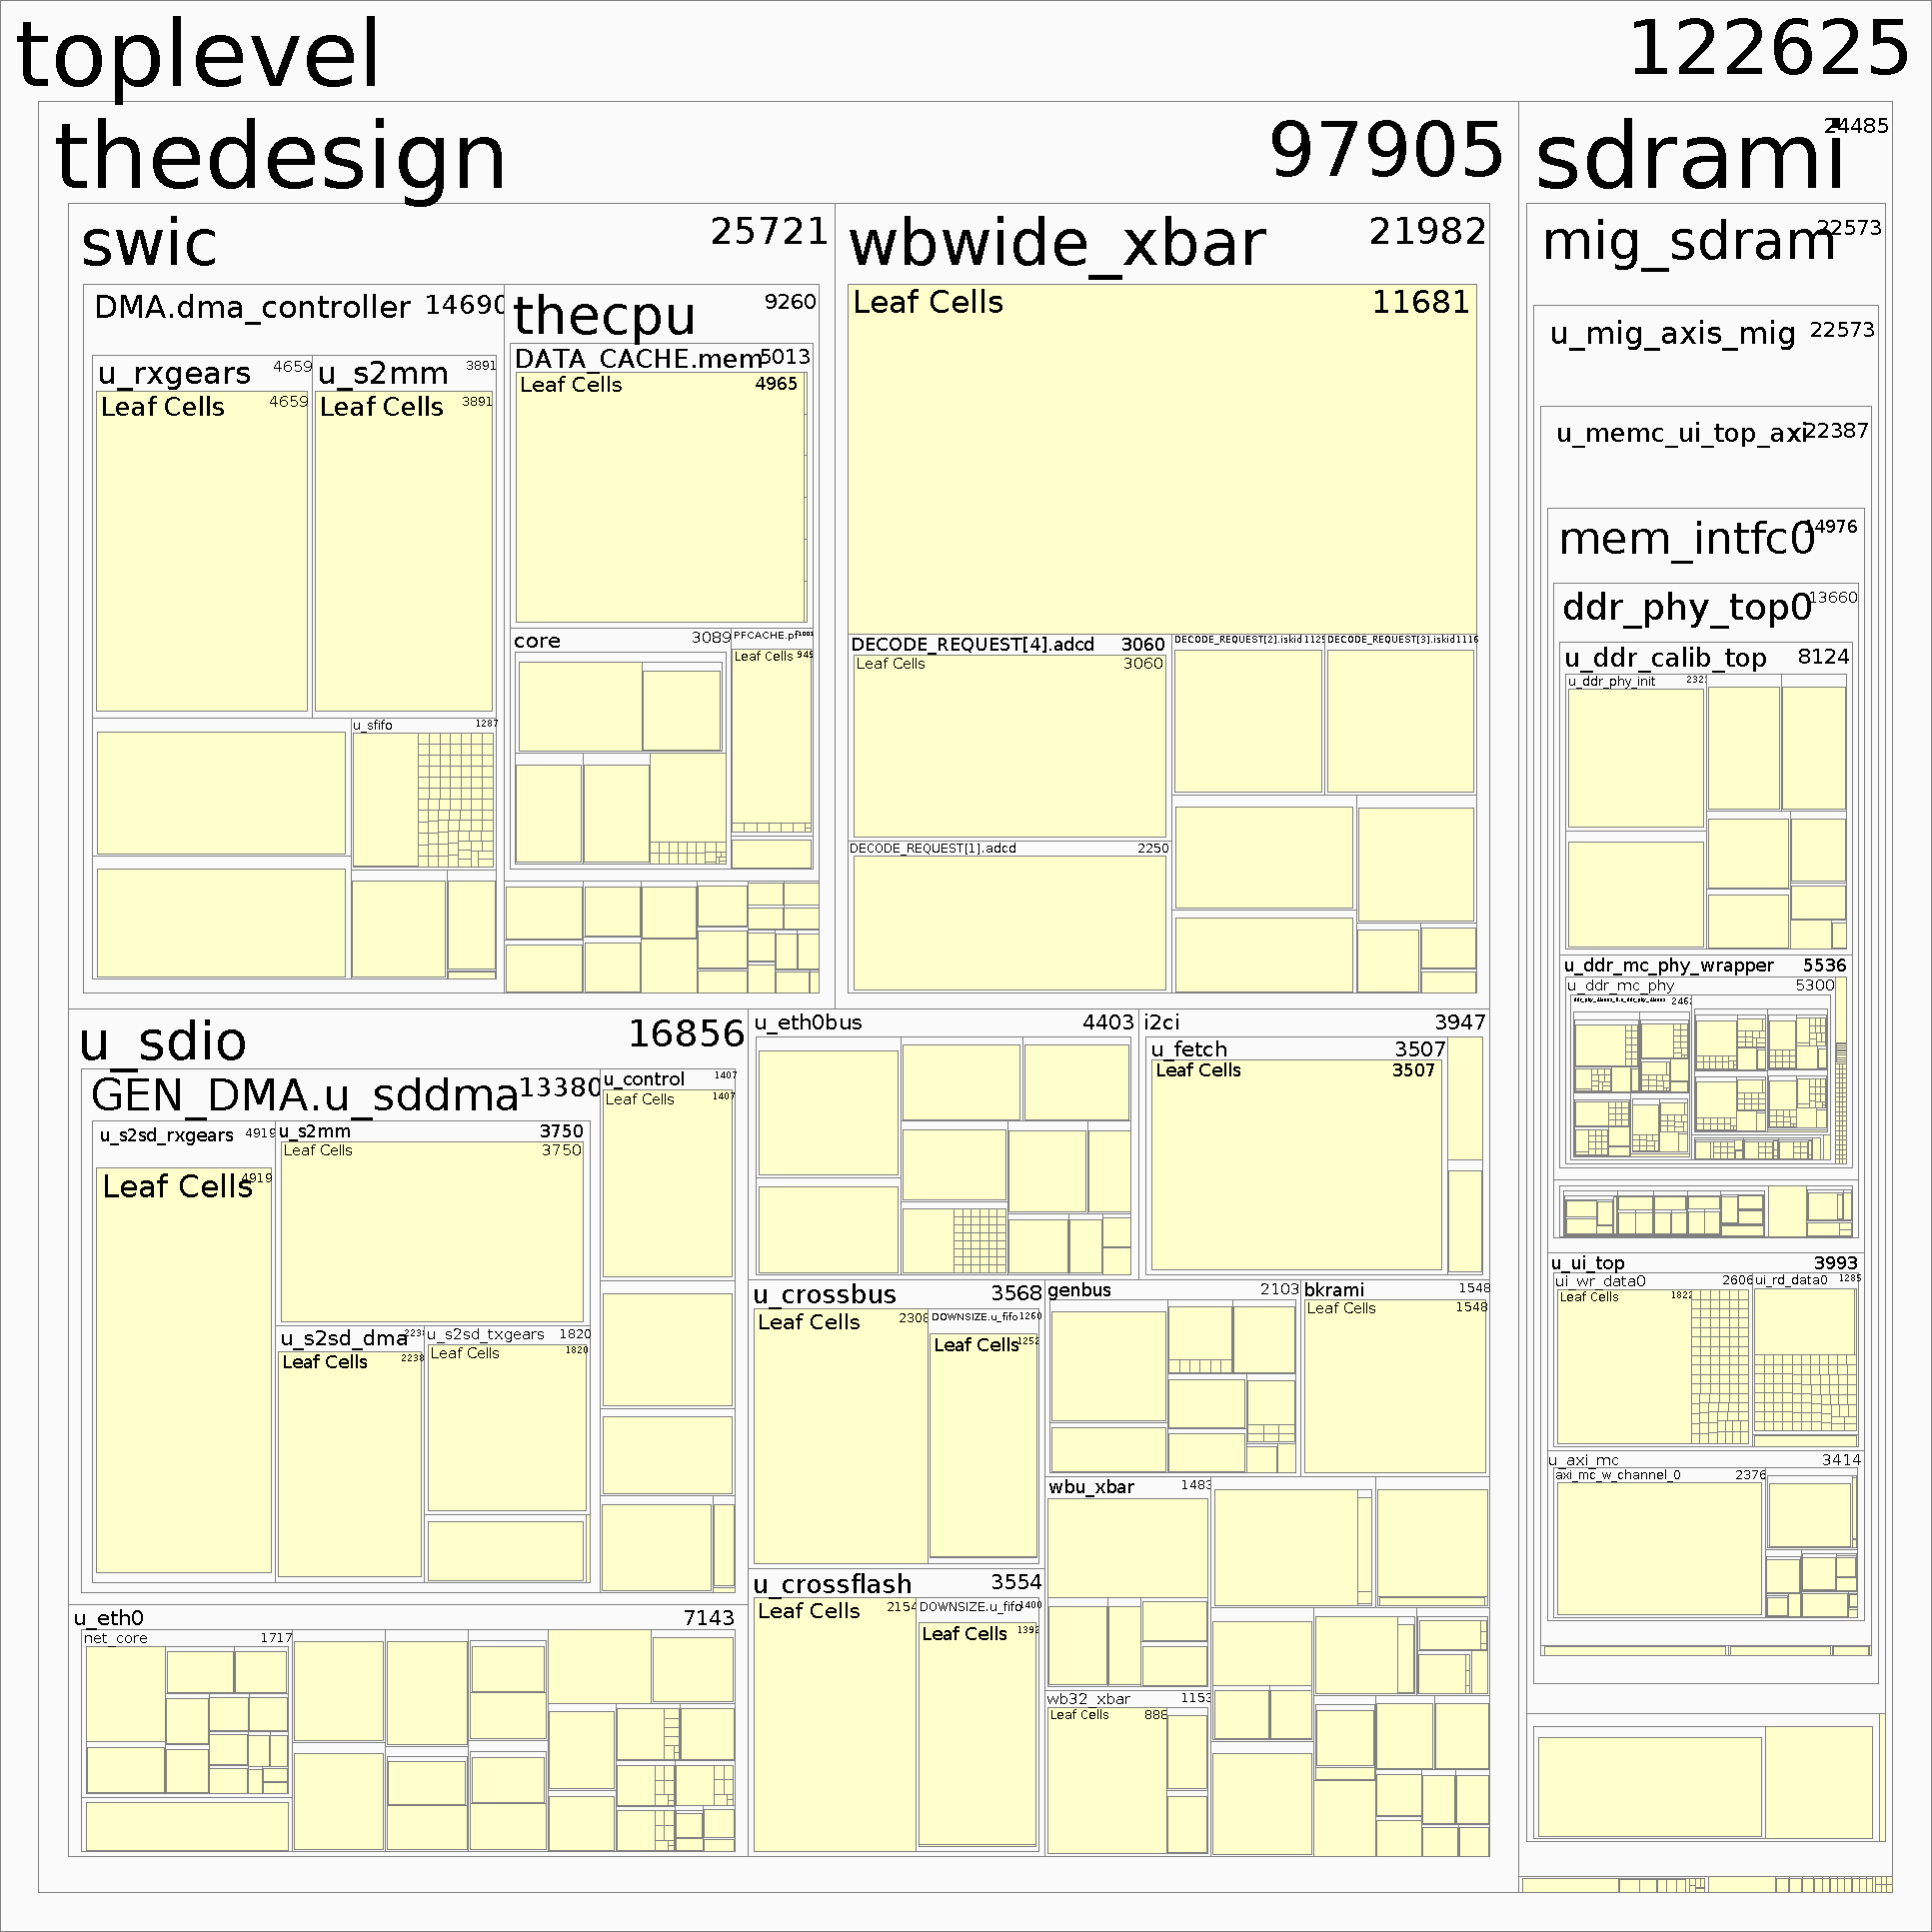 toplevel 122625
thedesign 97905
sdrami 24485
swic 25721
wbwide_xbar 21982
mig_sdram 22573
DMA.dma_controller 14690
thecpu 9260
Leaf Cells 11681
u_mig_axis_mig 22573
DATA_CACHE.mem 5013
u_rxgears 4659
u_s2mm 3891
Leaf Cells 4965
Leaf Cells 4659
Leaf Cells 3891
u_memc_ui_top_axi 22387
mem_intfc0 14976
ddr_phy_top0 13660
core 3089
PFCACHE.pf 1001
Leaf Cells 949
DECODE_REQUEST[4].adcd 3060
DECODE_REQUEST[2].iskid 1125
DECODE_REQUEST[3].iskid 1116
Leaf Cells 3060
u_ddr_calib_top 8124
u_ddr_phy_init 232
u_sfifo 1287
DECODE_REQUEST[1].adcd 2250
u_ddr_mc_phy_wrapper 5536
u_ddr_mc_phy 5300
246
u_sdio 16856
u_eth0bus 4403
i2ci 3947
GEN_DMA.u_sddma 13380
u_control 1407
Leaf Cells 1407
u_fetch 3507
Leaf Cells 3507
u_s2sd_rxgears 4919
u_s2mm 3750
Leaf Cells 3750
Leaf Cells 4919
u_ui_top 3993
ui_wr_data0 2606
ui_rd_data0 1285
Leaf Cells 1822
u_crossbus 3568
genbus 2103
bkrami 1548
Leaf Cells 1548
Leaf Cells 2308
DOWNSIZE.u_fifo 1260
Leaf Cells 1252
u_s2sd_dma 223
u_s2sd_txgears 1820
Leaf Cells 2238
Leaf Cells 1820
u_axi_mc 3414
axi_mc_w_channel_0 2376
wbu_xbar 1483
u_crossflash 3554
Leaf Cells 2154
DOWNSIZE.u_fifo 1400
Leaf Cells 1392
u_eth0 7143
net_core 1717
wb32_xbar 1153
Leaf Cells 888